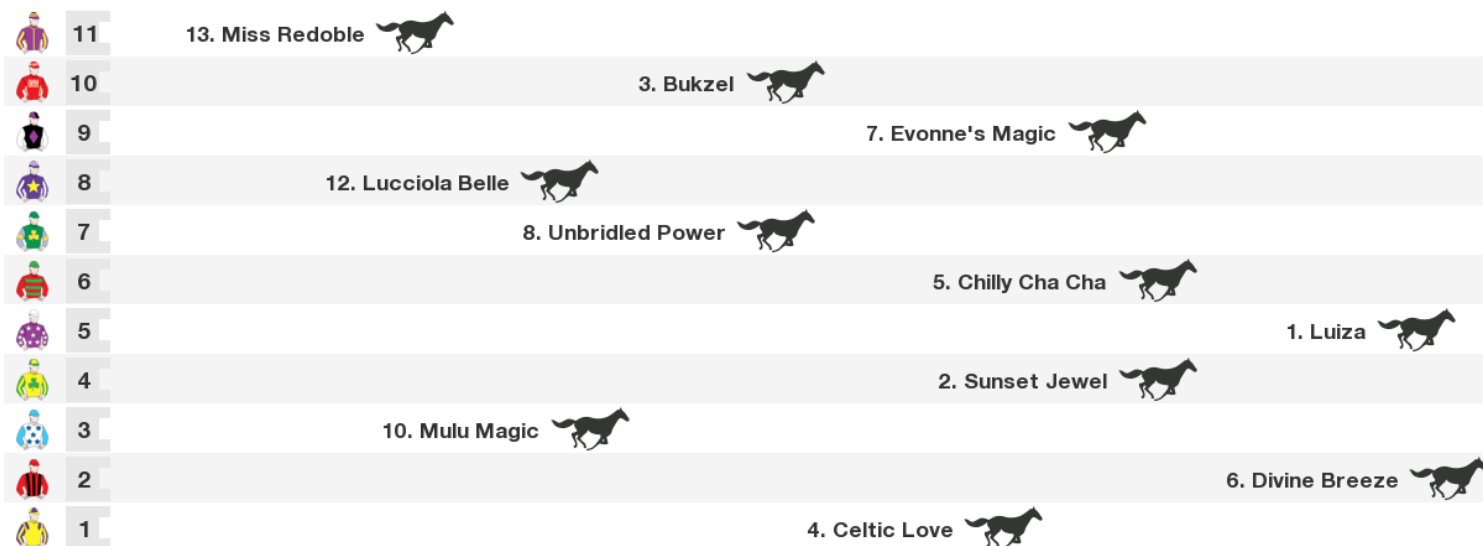 11 13. Miss Redoble
10 3. Bukzel
9 7. Evonne's Magic
8 12. Lucciola Belle
7 8. Unbridled Power
6 5. Chilly Cha Cha
5 1. Luiza
4 2. Sunset Jewel
3 10. Mulu Magic
2 6. Divine Breeze
1 4. Celtic Love